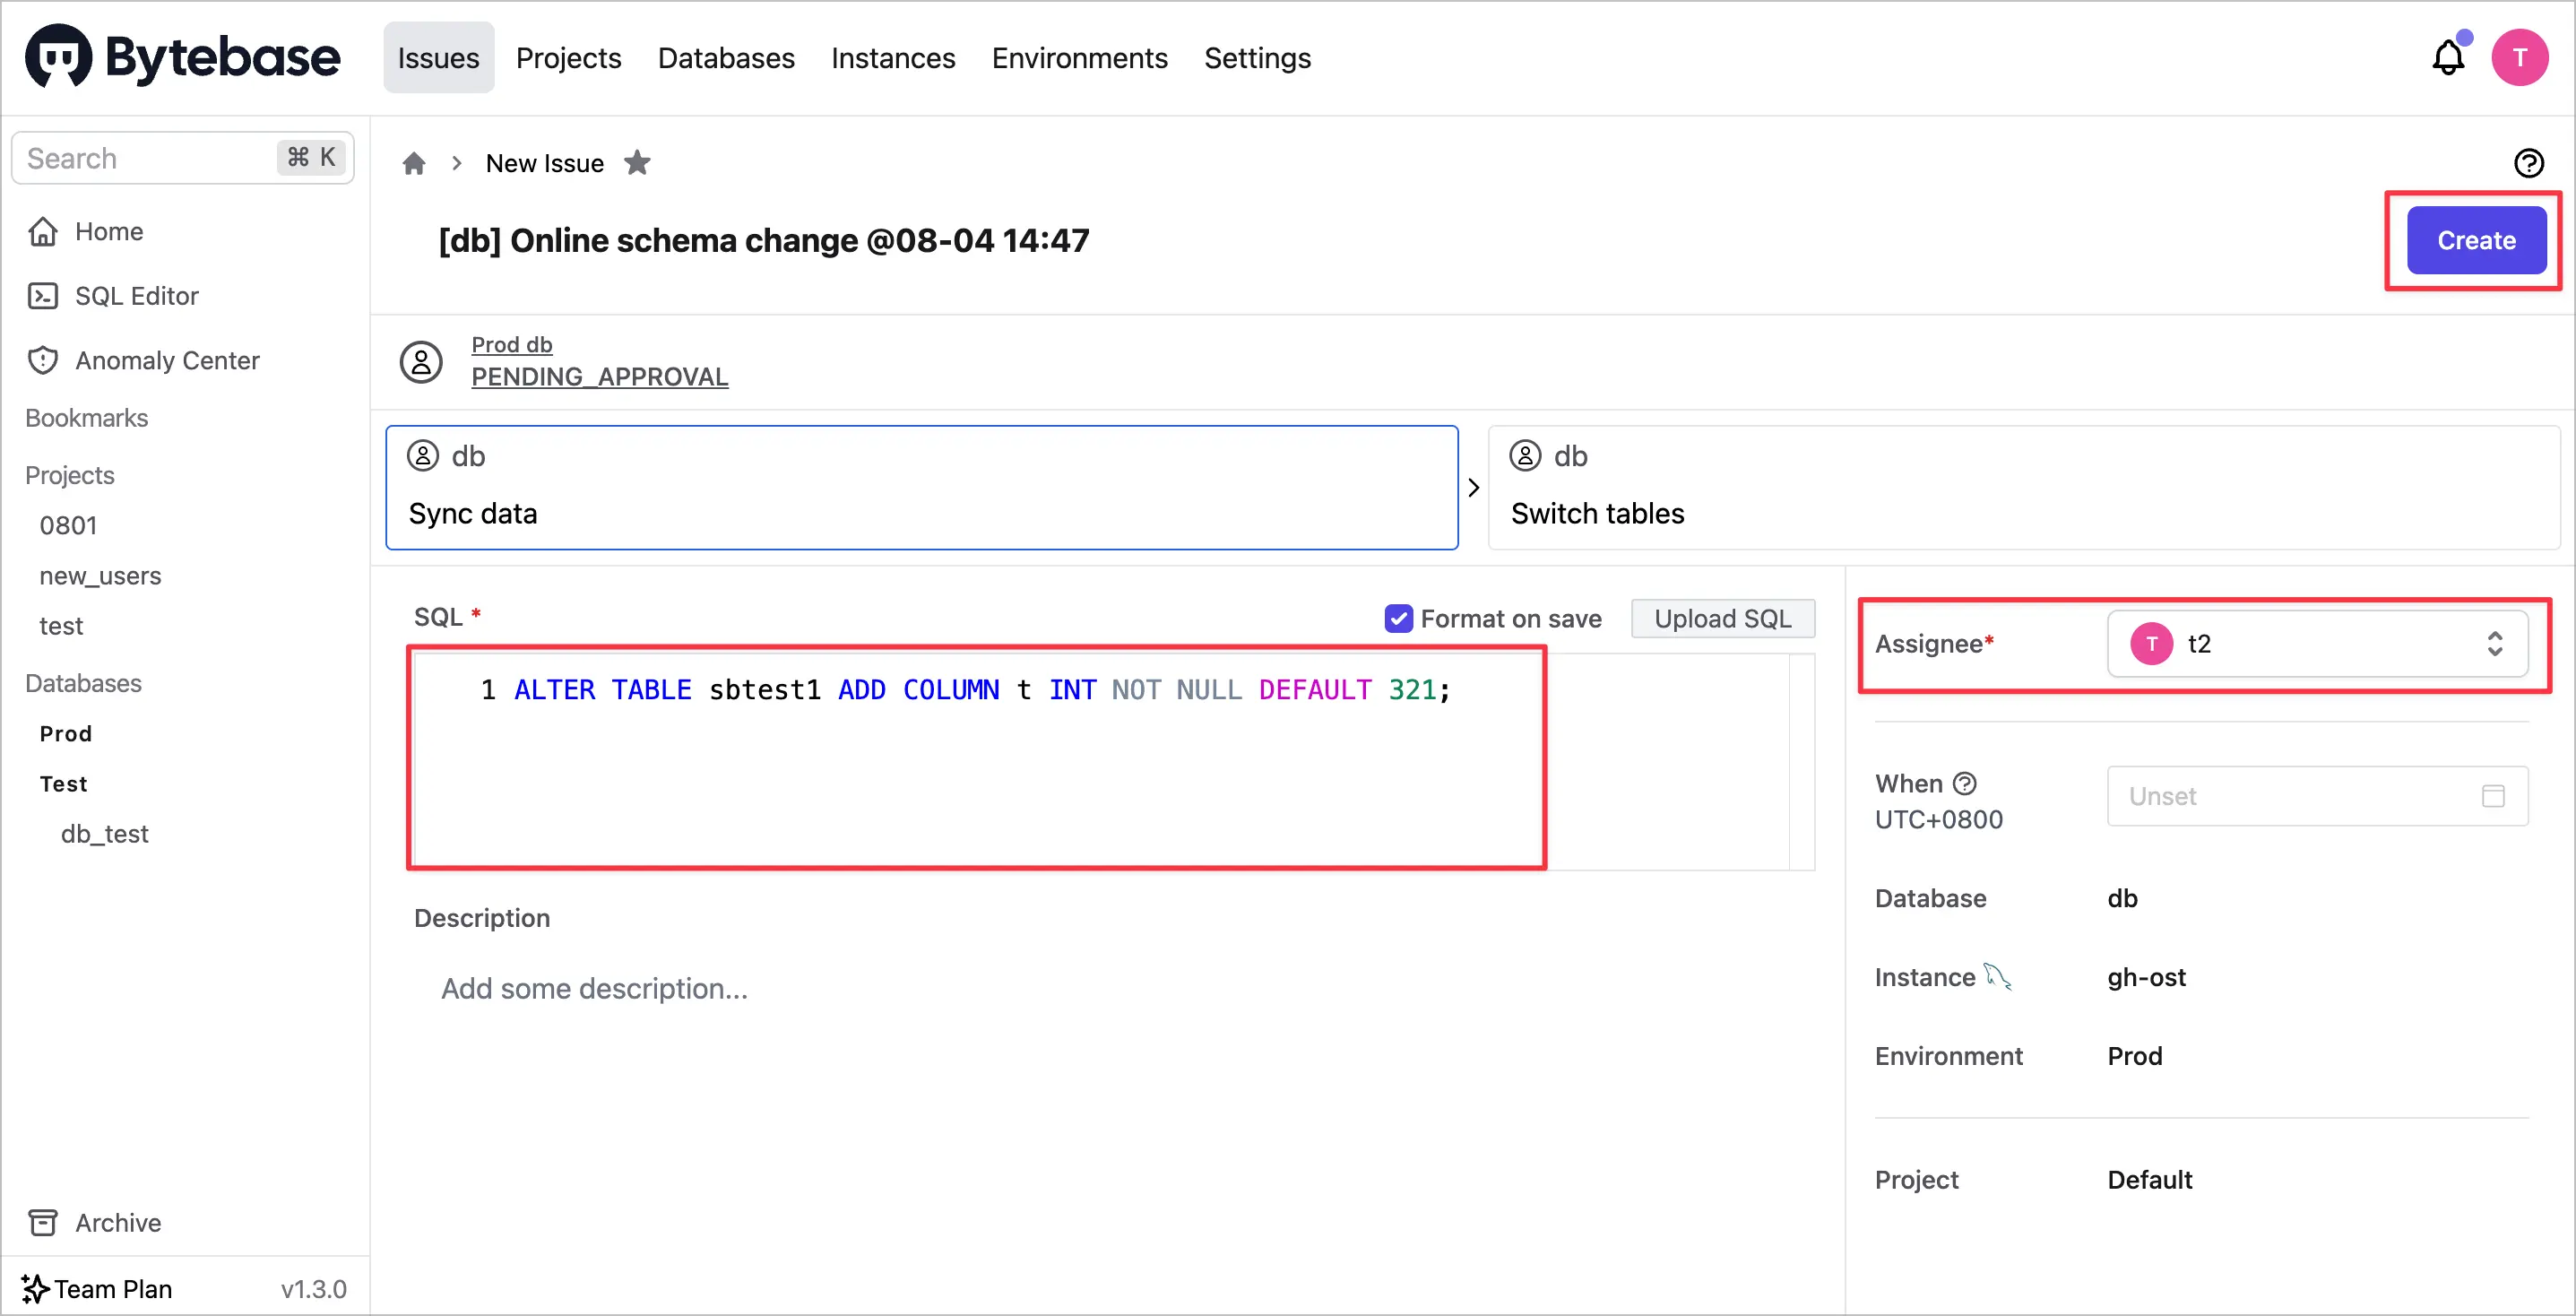 Bytebase
Issues
Projects
Databases
Instances
Environments
Settings
T
Search
⌘ K
Home
SQL Editor
Anomaly Center
Bookmarks
Projects
0801
new_users
test
Databases
Prod
Test
db_test
Archive
Team Plan
v1.3.0
New Issue
[db] Online schema change @08-04 14:47
Create
Prod db
PENDING_APPROVAL
db
Sync data
db
Switch tables
SQL *
Format on save
Upload SQL
1 ALTER TABLE sbtest1 ADD COLUMN t INT NOT NULL DEFAULT 321;
Description
Add some description...
Assignee*
T
t2
When
UTC+0800
Unset
Database
db
Instance
gh-ost
Environment
Prod
Project
Default